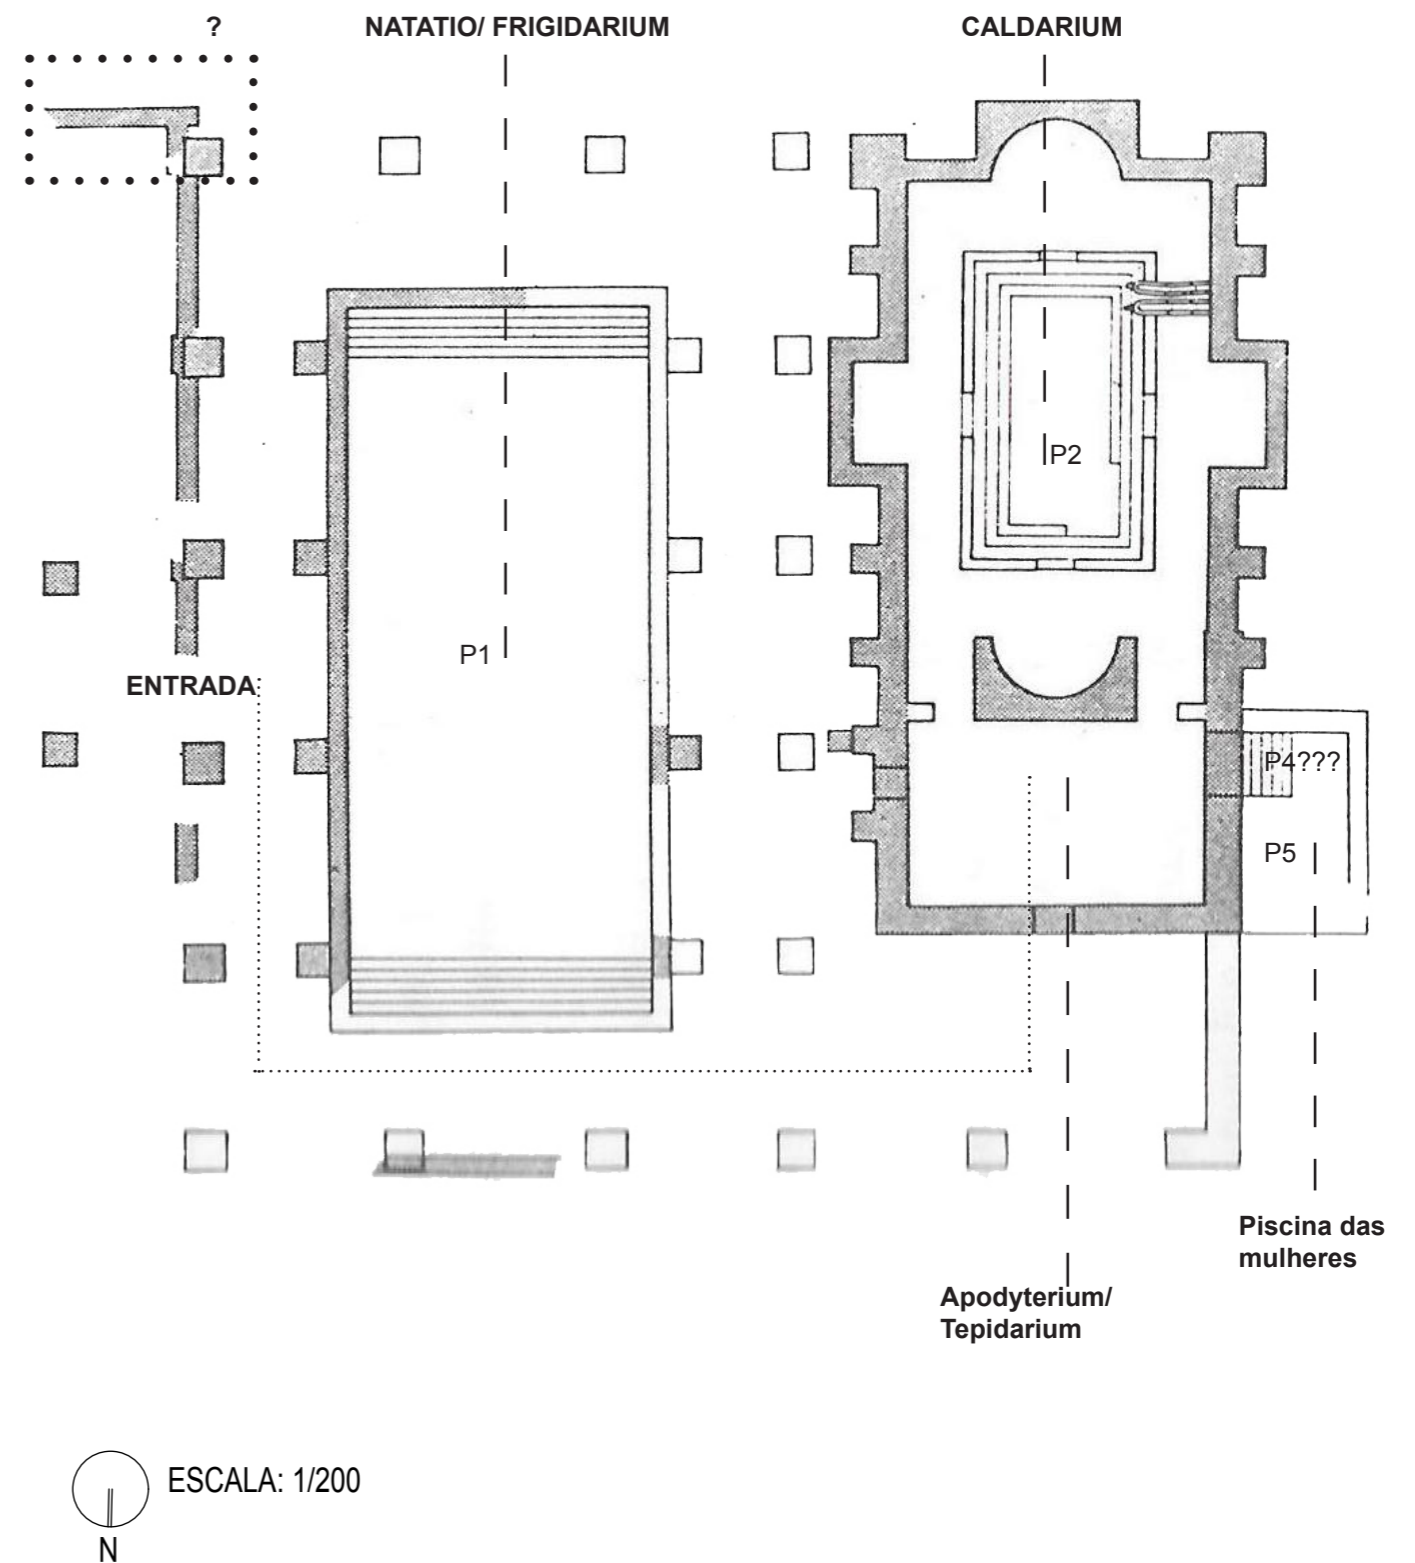 ?
NATATIO/ FRIGIDARIUM
CALDARIUM
P2
P1
ENTRADA
P4???
P5
Piscina das
mulheres
Apodyterium/
Tepidarium
ESCALA: 1/200
N